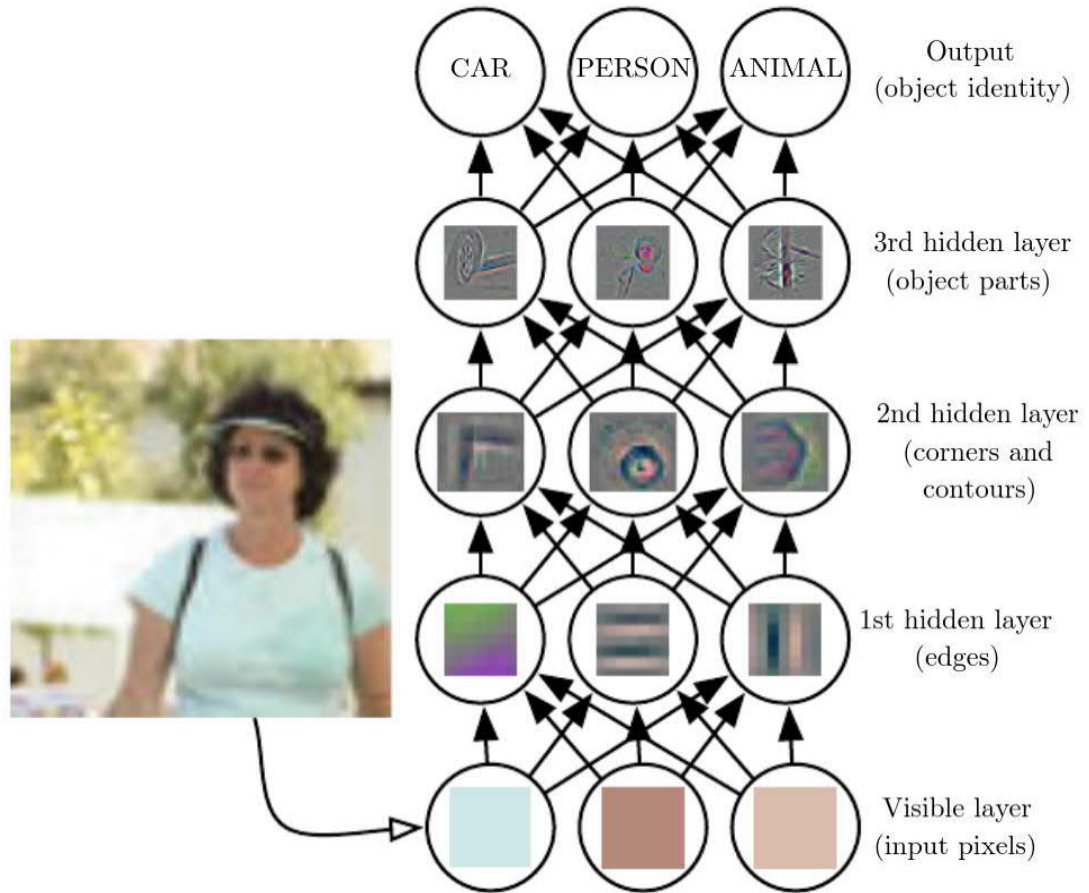 CAR
PERSON
ANIMAL
Output
(object identity)
3rd hidden layer
(object parts)
2nd hidden layer
(corners and
contours)
1st hidden layer
(edges)
Visible layer
(input pixels)